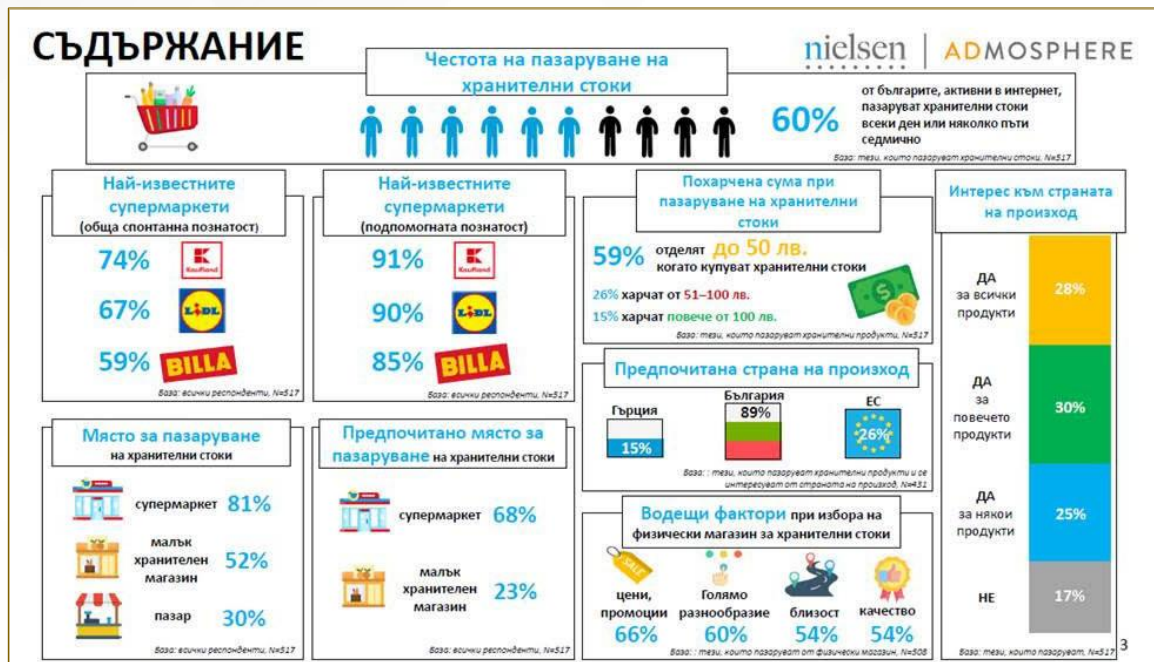 СЪДЪРЖАНИЕ
nielsen | ADMOSPHERE
Честота на пазаруване на
хранителни стоки
60%
от българите, активни в интернет,
пазаруват хранителни стоки
всеки ден или няколко пъти
седмично
База: тези, които пазаруват хранителни стоки, N=517
Най-известните
супермаркети
(обща спонтанна познатост)
74%
Kaufland
67%
LIDL
59%
BILLA
База: всички респонденти, N=517
Най-известните
супермаркети
(подпомогната познатост)
91%
Kaufland
90%
LIDL
85%
BILLA
База: всички респонденти, N=517
Похарчена сума при
пазаруване на хранителни
стоки
59% отделят до 50 лв.
когато купуват хранителни стоки
26% харчат от 51–100 лв.
15% харчат повече от 100 лв.
База: тези, които пазаруват хранителни продукти, N=517
Предпочитана страна на произход
Гърция
15%
България
89%
ЕС
26%
База: : тези, които пазаруват хранителни продукти и се
интересуват от страната на произход, N=431
Интерес към страната
на произход
ДА
за всички
продукти
28%
ДА
за
повечето
продукти
30%
ДА
за някои
продукти
25%
НЕ
17%
База: тези, които пазаруват, N=517
Място за пазаруване
на хранителни стоки
супермаркет 81%
малък
хранителен
магазин
52%
пазар 30%
База: всички респонденти, N=517
Предпочитано място за
пазаруване на хранителни стоки
супермаркет 68%
малък
хранителен
магазин
23%
База: всички респонденти, N=517
Водещи фактори при избора на
физически магазин за хранителни стоки
SALE
цени,
промоции
66%
Голямо
разнообразие
60%
близост
54%
качество
54%
База: : тези, които пазаруват от физически магазин, N=508
3